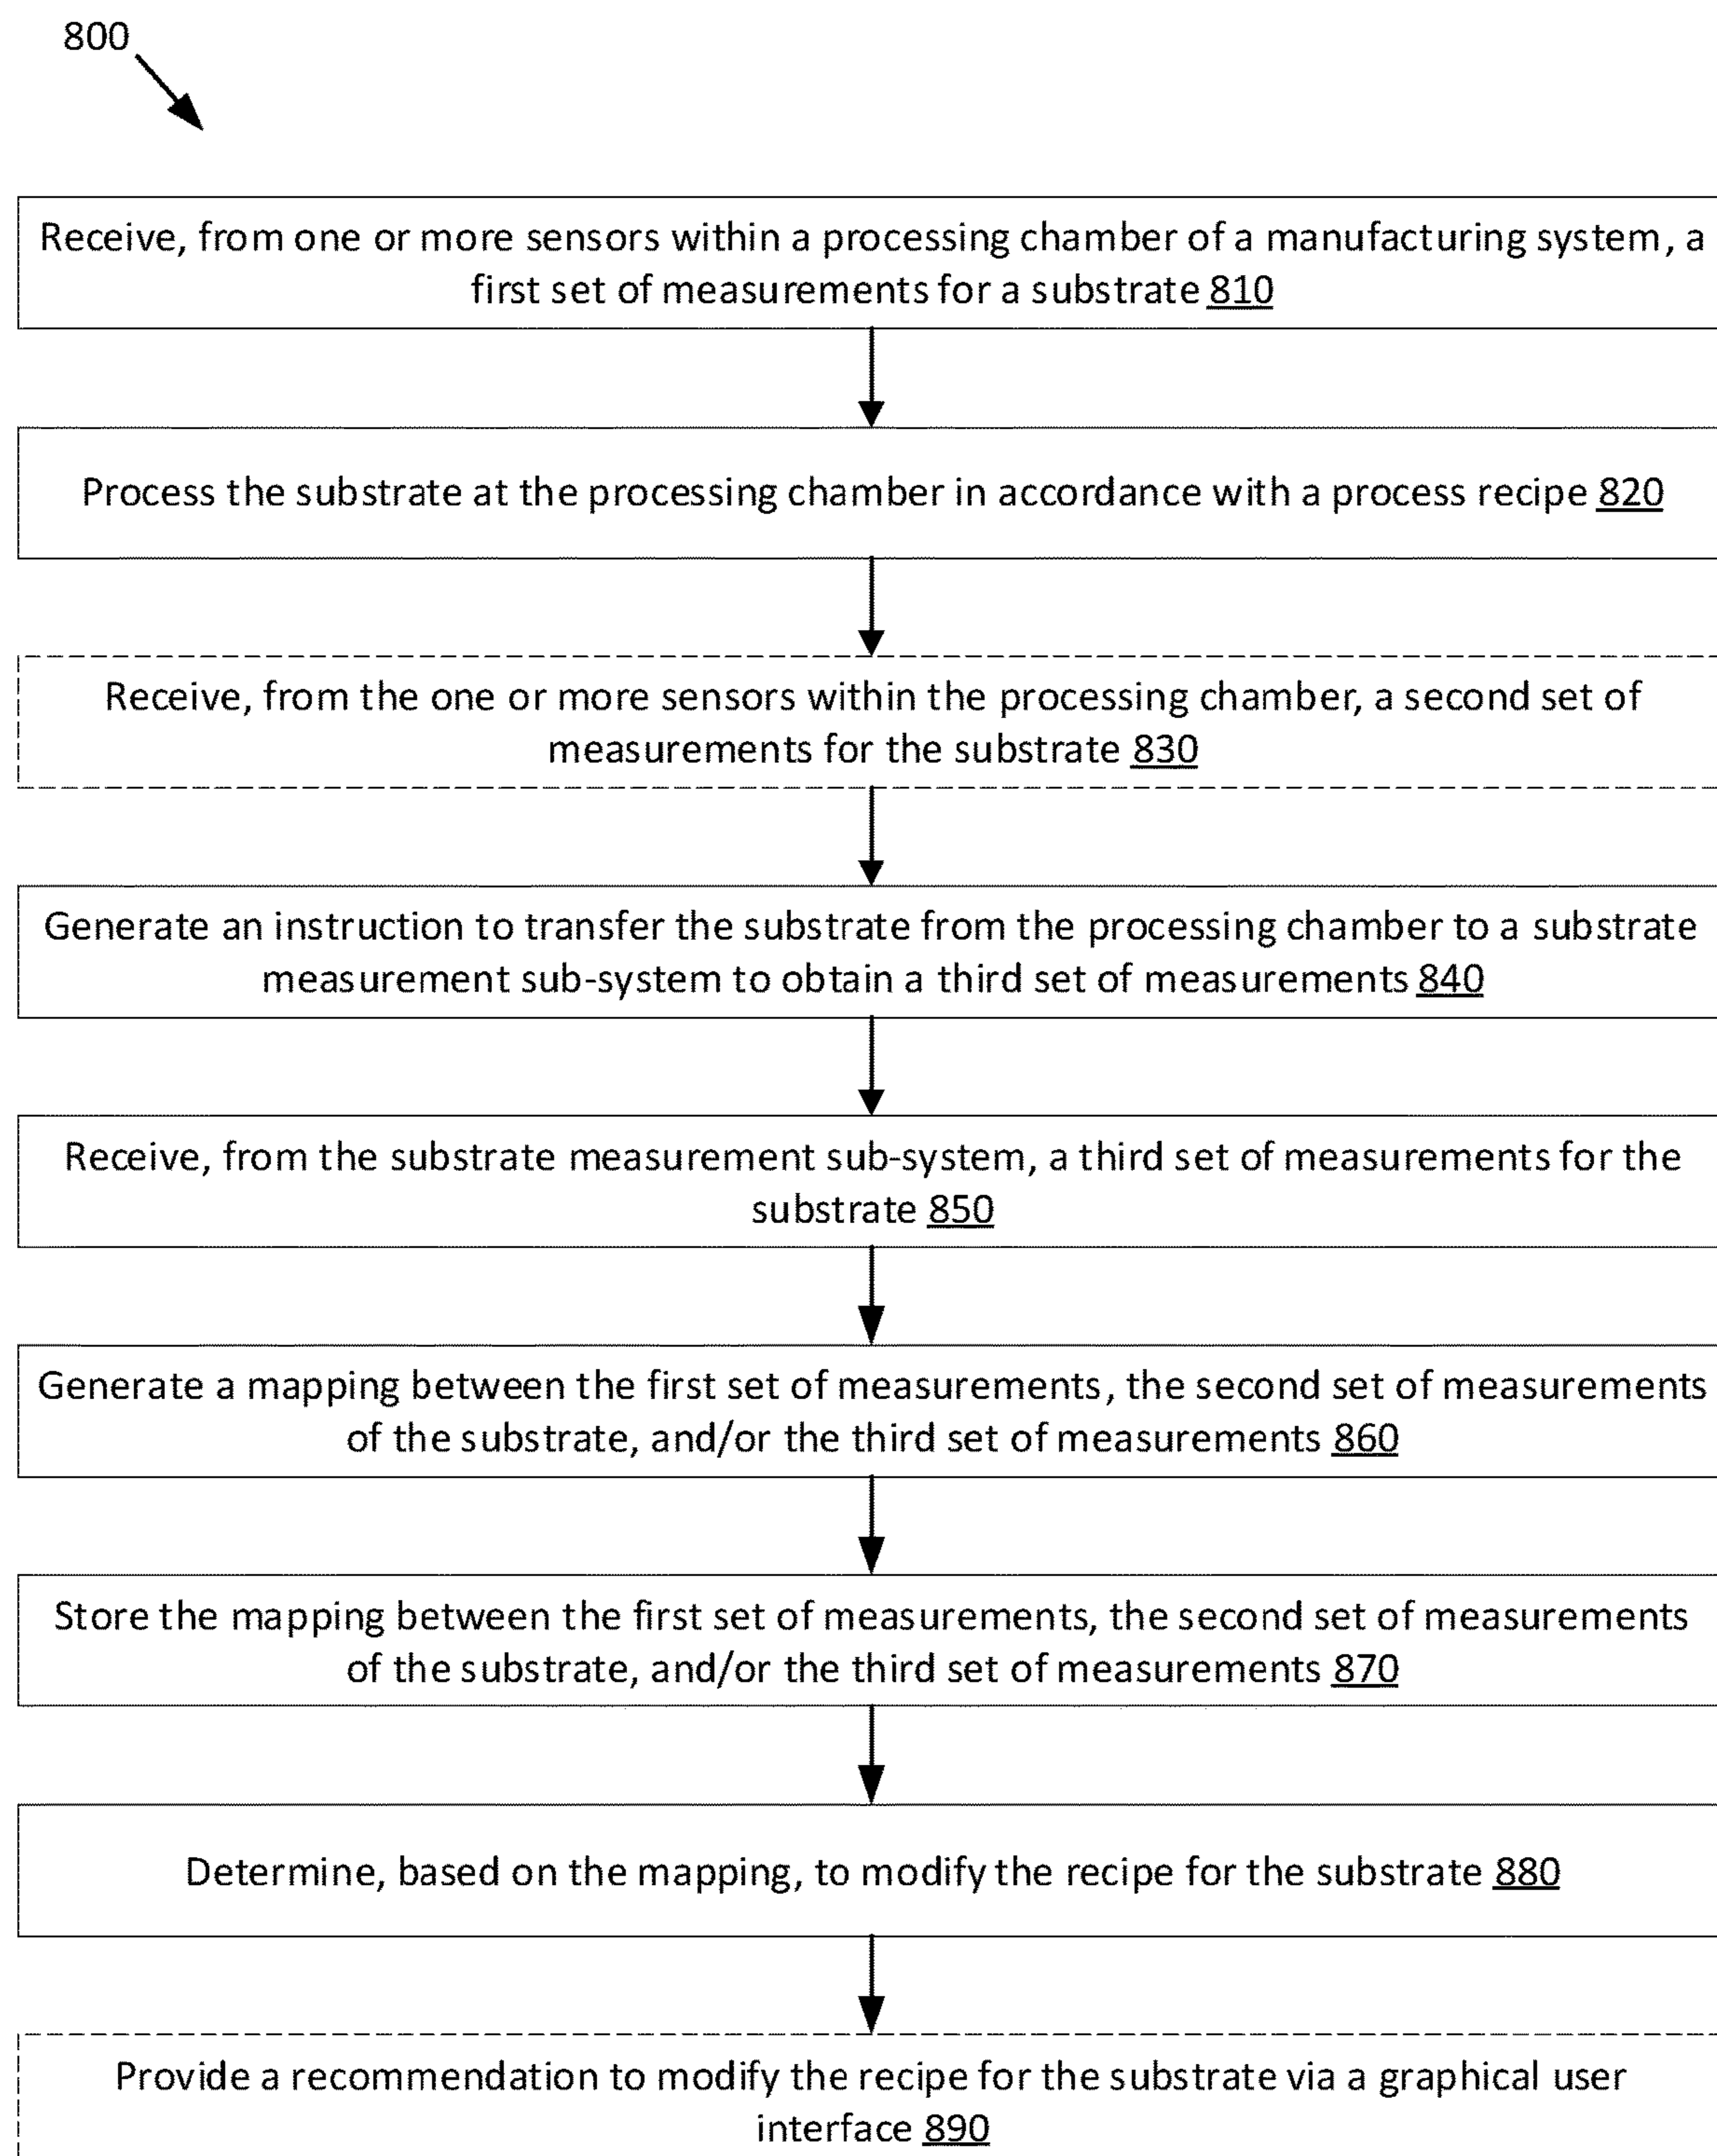 800
Receive, from one or more sensors within a processing chamber of a manufacturing system, a
first set of measurements for a substrate 810
Process the substrate at the processing chamber in accordance with a process recipe 820
Receive, from the one or more sensors within the processing chamber, a second set of
measurements for the substrate 830
Generate an instruction to transfer the substrate from the processing chamber to a substrate
measurement sub-system to obtain a third set of measurements 840
Receive, from the substrate measurement sub-system, a third set of measurements for the
substrate 850
Generate a mapping between the first set of measurements, the second set of measurements
of the substrate, and/or the third set of measurements 860
Store the mapping between the first set of measurements, the second set of measurements
of the substrate, and/or the third set of measurements 870
Determine, based on the mapping, to modify the recipe for the substrate 880
Provide a recommendation to modify the recipe for the substrate via a graphical user
interface 890